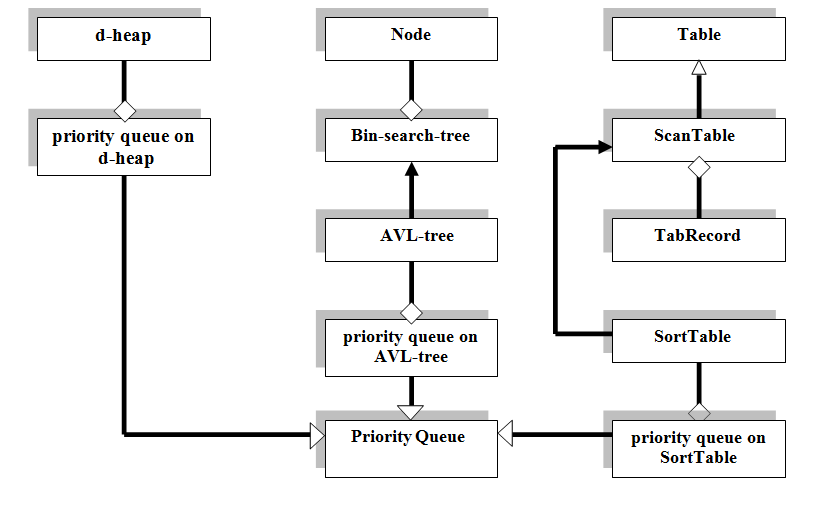 d-heap
Node
Table
priority queue on
d-heap
Bin-search-tree
ScanTable
AVL-tree
TabRecord
priority queue on
AVL-tree
SortTable
Priority Queue
priority queue on
SortTable